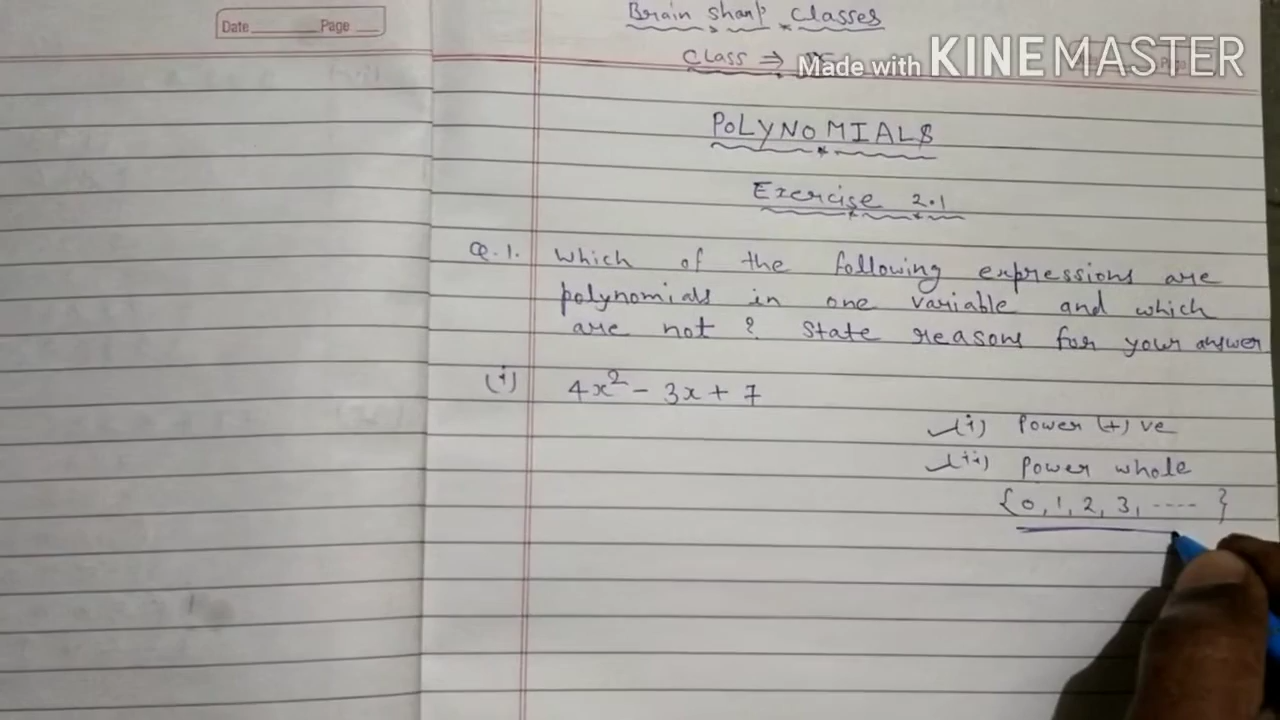 Date Page
Brain sharp classes
Class ⇒
Made with KINEMASTER
POLYNOMIALS
Exercise 2.1
Q.1. Which of the following expressions are
polynomials in one variable and which
are not ? State reasons for your answer
(i) 4x² - 3x + 7
(i) Power (+) ve
(ii) Power whole
{0, 1, 2, 3, ---- }